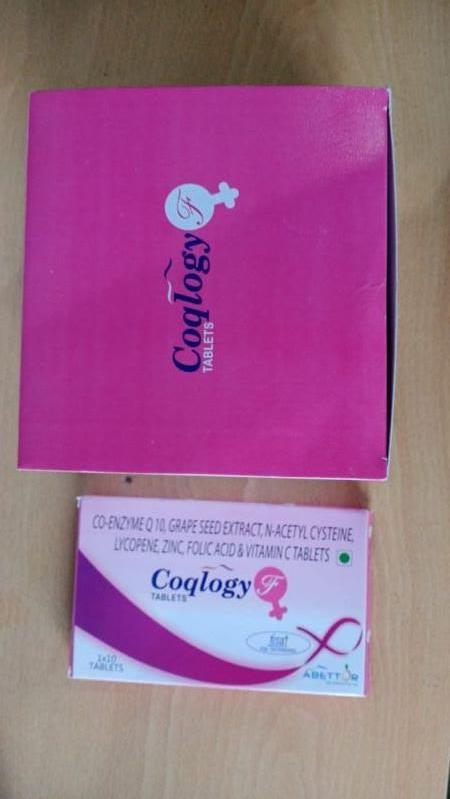 Coqlogy F
TABLETS
CO-ENZYME Q 10, GRAPE SEED EXTRACT, N-ACETYL CYSTEINE,
LYCOPENE, ZINC, FOLIC ACID & VITAMIN C TABLETS
Coqlogy F
TABLETS
fssai
1x10
TABLETS
ABETTOR